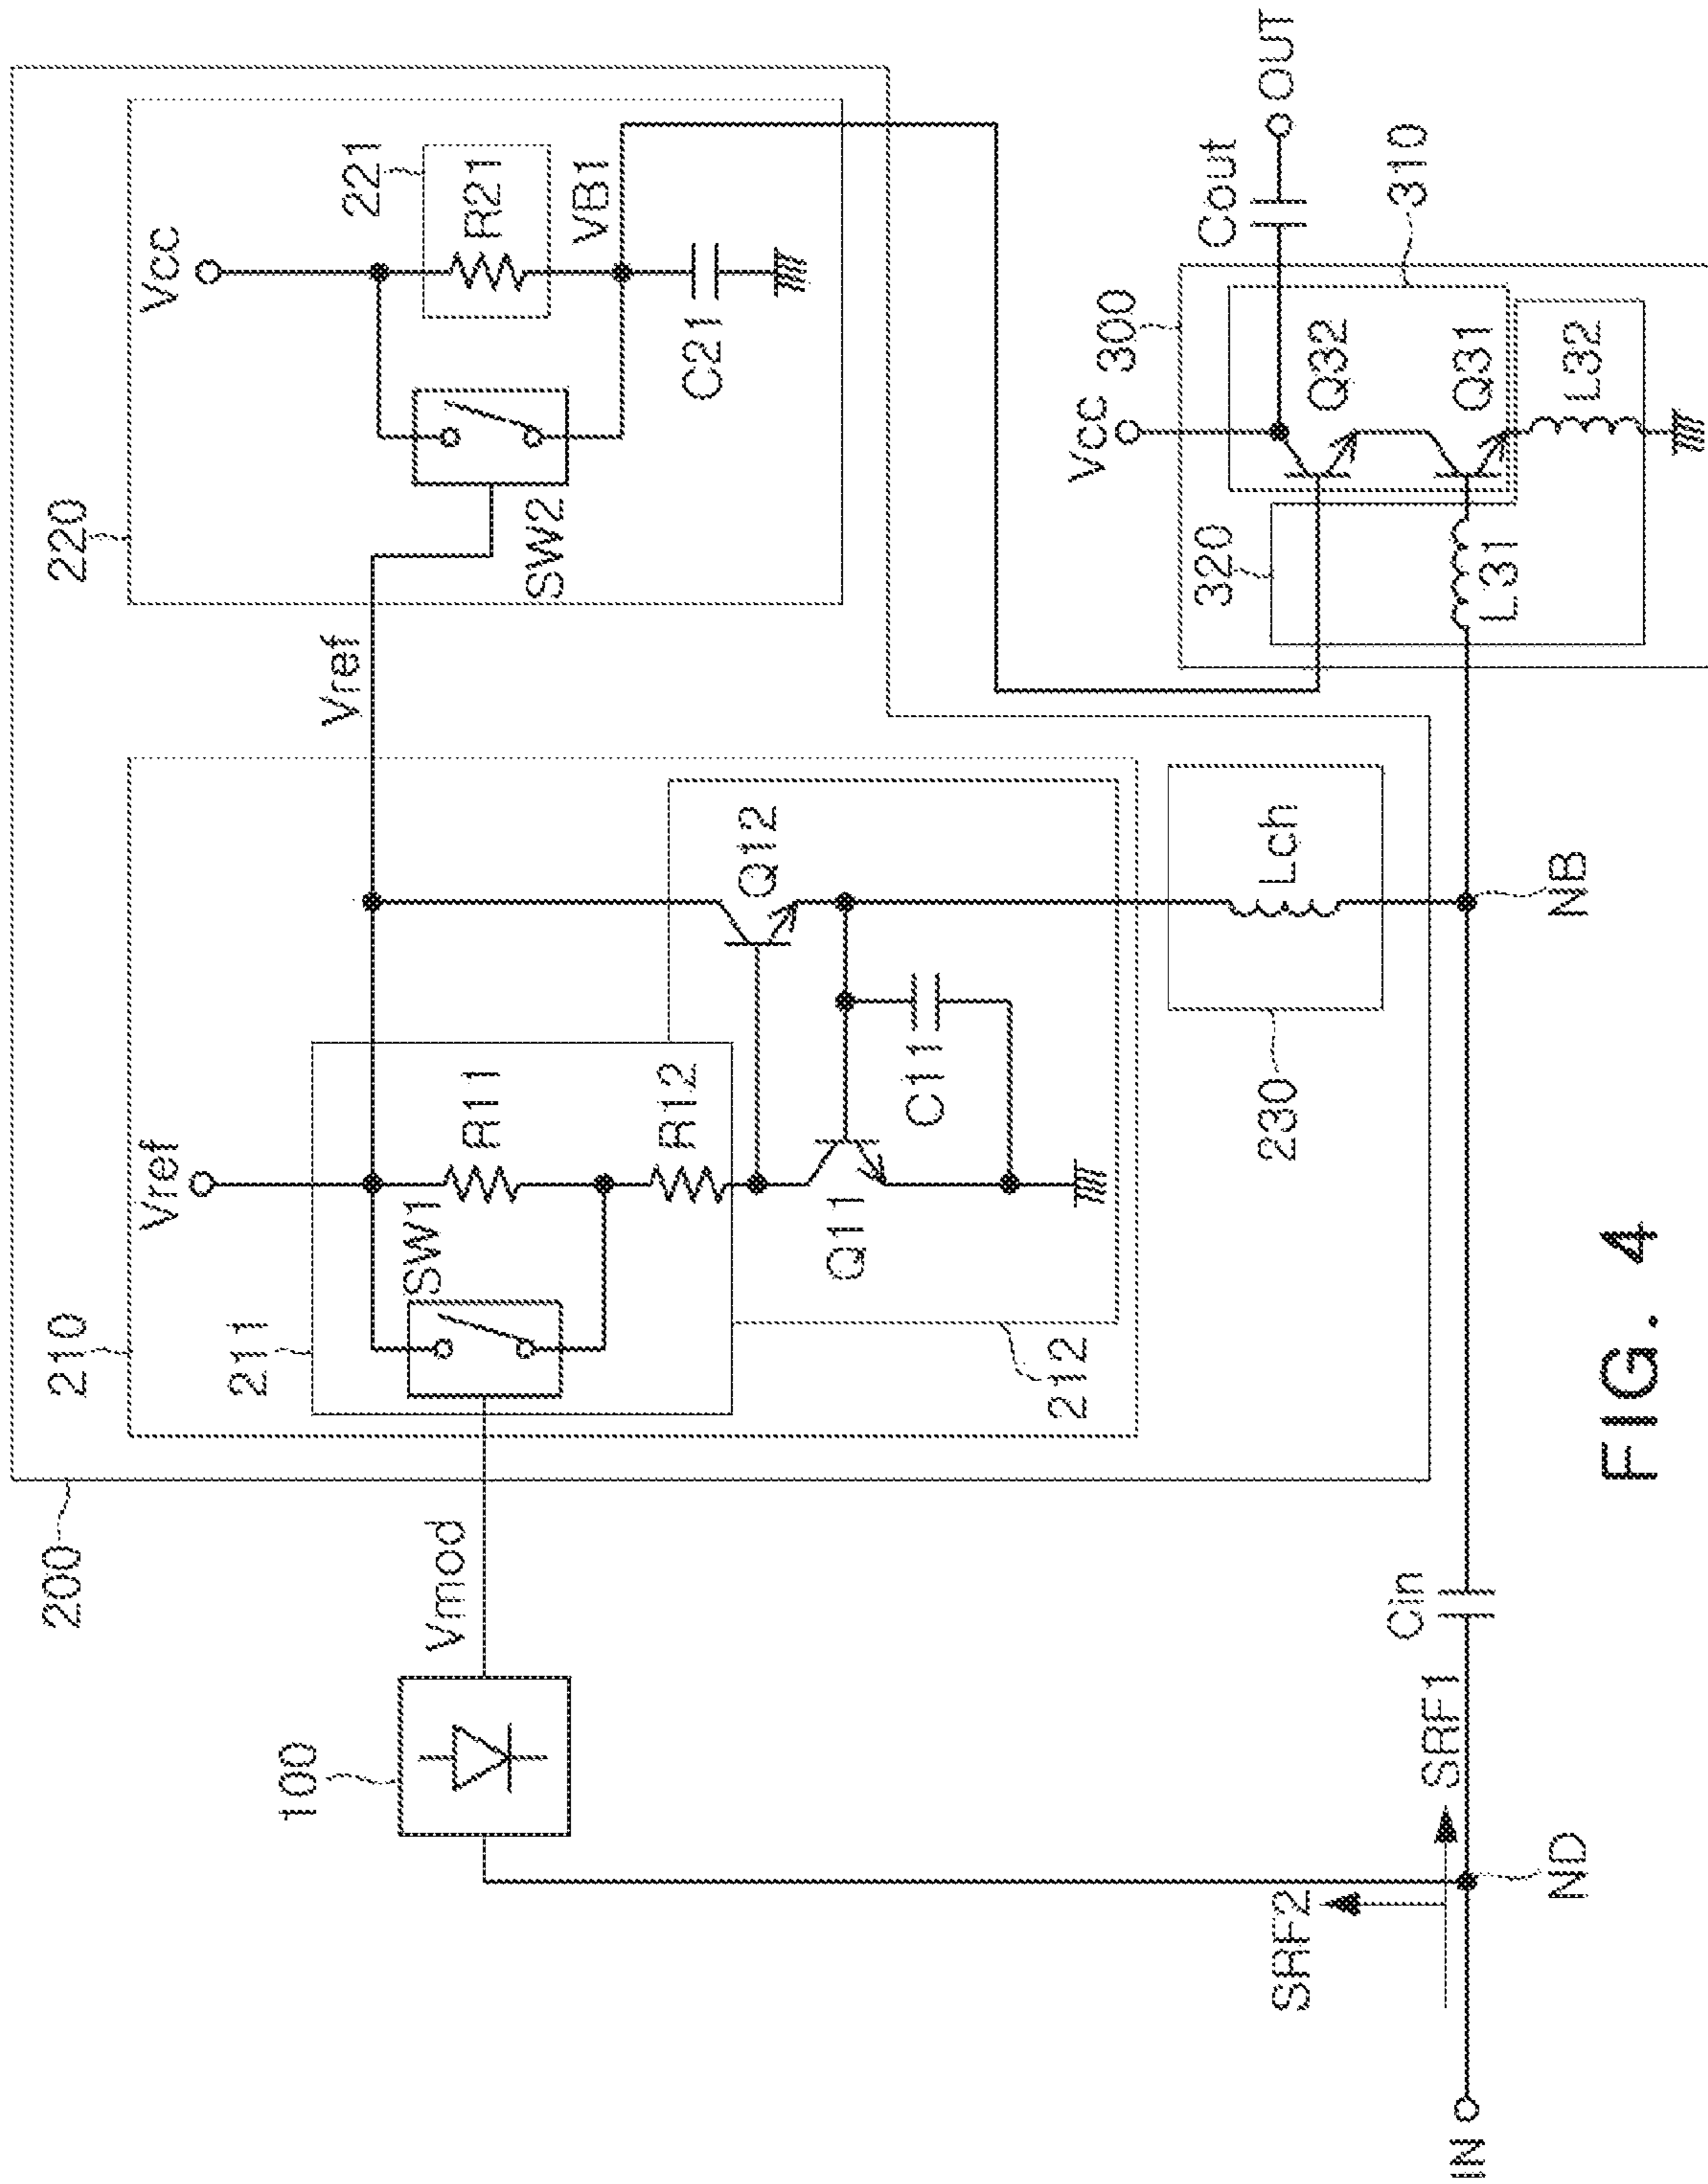 200
210
220
Vref
Vref
Vcc
211
SW1
R11
R12
221
R21
VB1
100
Vmod
SW2
C21
Q12
Q11
C11
212
230
Lch
Vcc
300
Cout
OUT
320
Q32
310
L31
Q31
L32
SRF2
SRF1
Cin
IN
ND
NB
FIG. 4